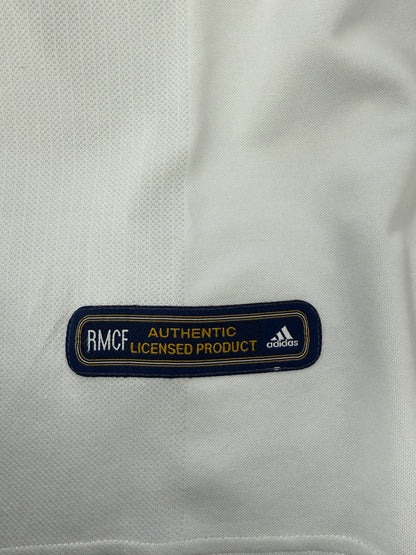 RMCF
AUTHENTIC
LICENSED PRODUCT
adidas